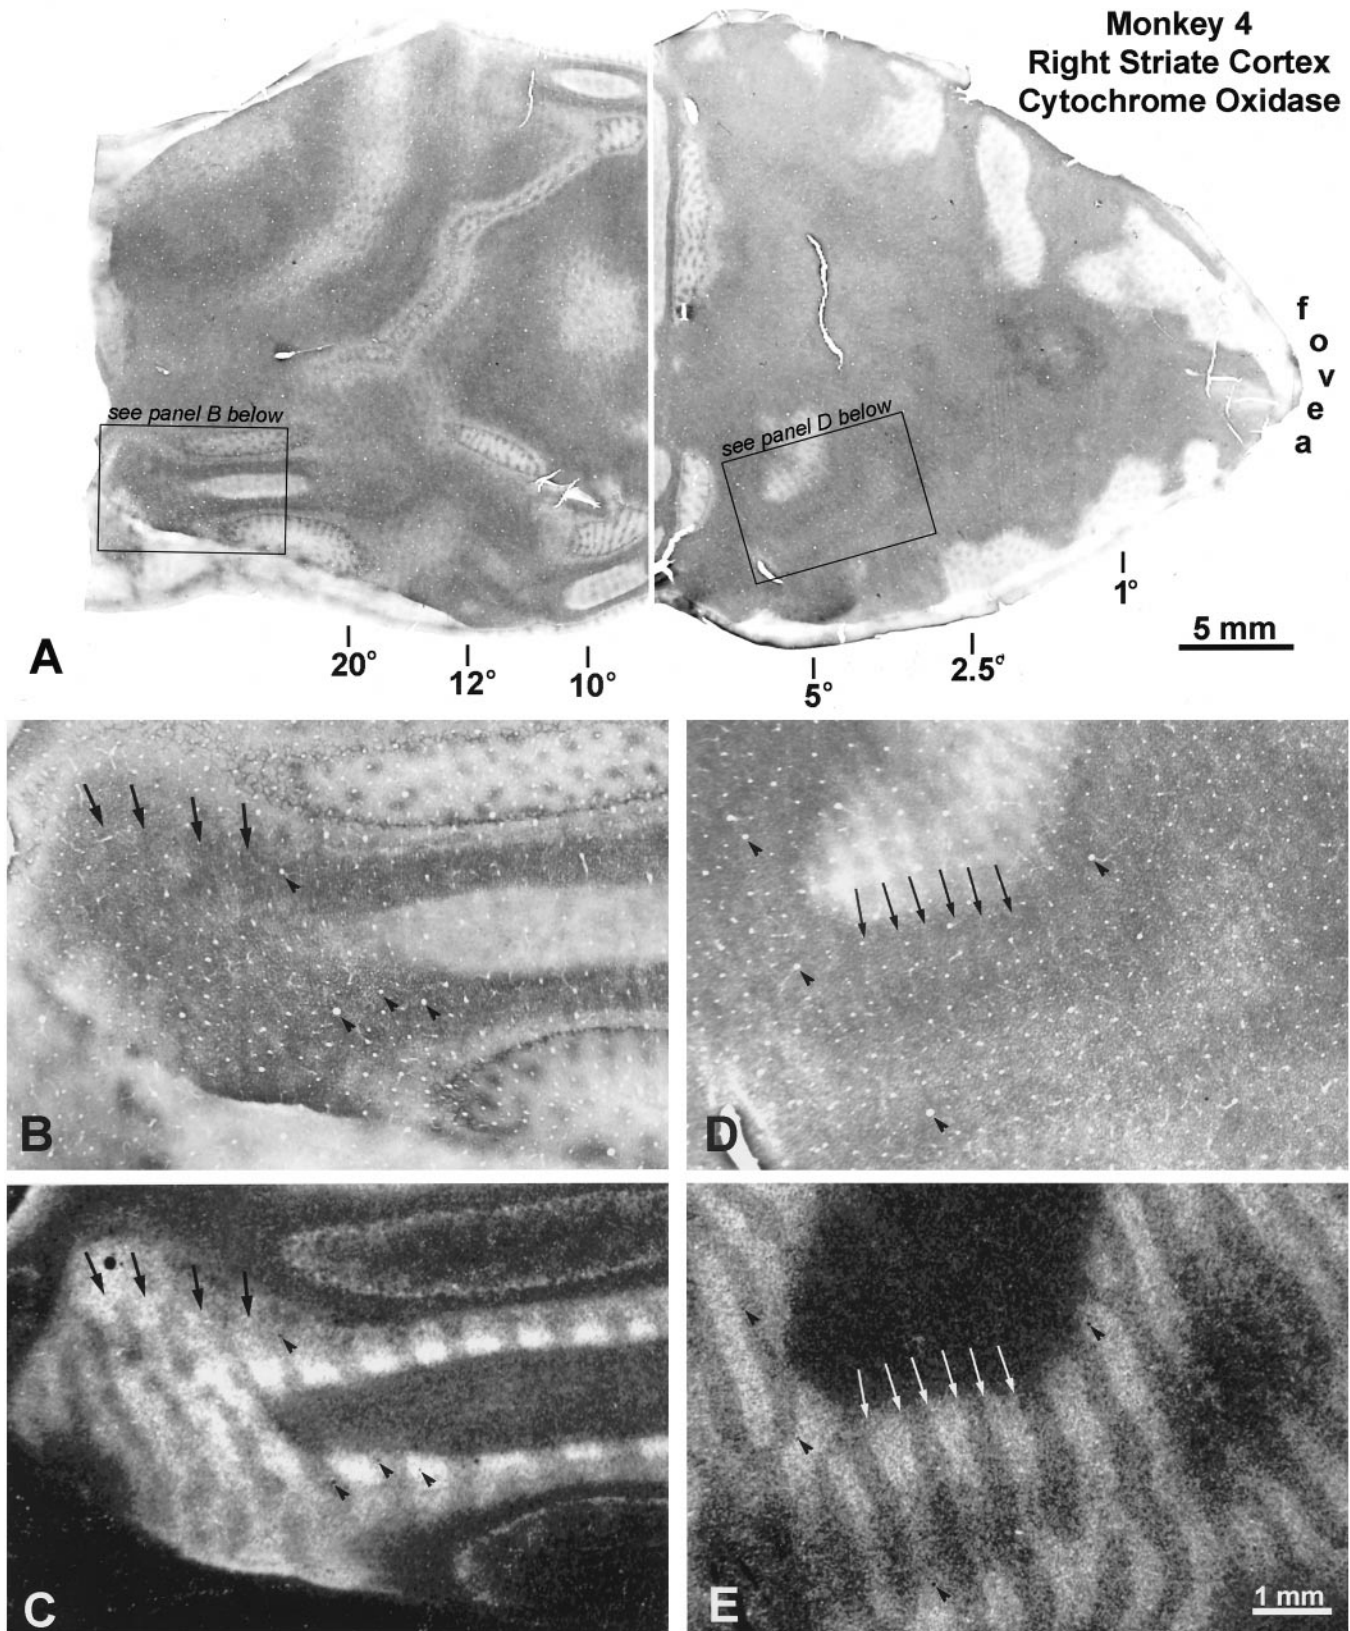 Monkey 4
Right Striate Cortex
Cytochrome Oxidase
f
o
v
e
a
see panel B below
see panel D below
1°
5 mm
A
20°
12°
10°
5°
2.5°
B
D
C
E
1 mm